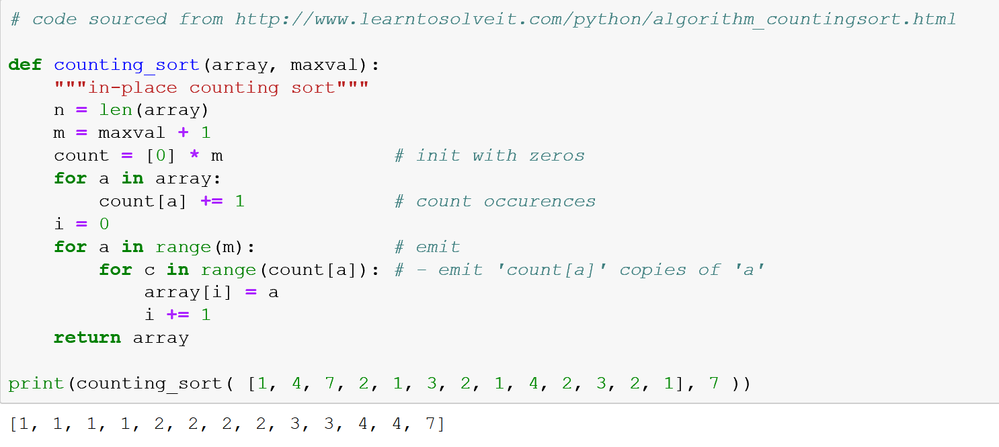 # code sourced from http://www.learntosolveit.com/python/algorithm_countingsort.html
def counting_sort(array, maxval):
    """in-place counting sort"""
    n = len(array)
    m = maxval + 1
    count = [0] * m               # init with zeros
    for a in array:
        count[a] += 1             # count occurences
    i = 0
    for a in range(m):            # emit
        for c in range(count[a]): # - emit 'count[a]' copies of 'a'
            array[i] = a
            i += 1
    return array
print(counting_sort( [1, 4, 7, 2, 1, 3, 2, 1, 4, 2, 3, 2, 1], 7 ))
[1, 1, 1, 1, 2, 2, 2, 2, 3, 3, 4, 4, 7]